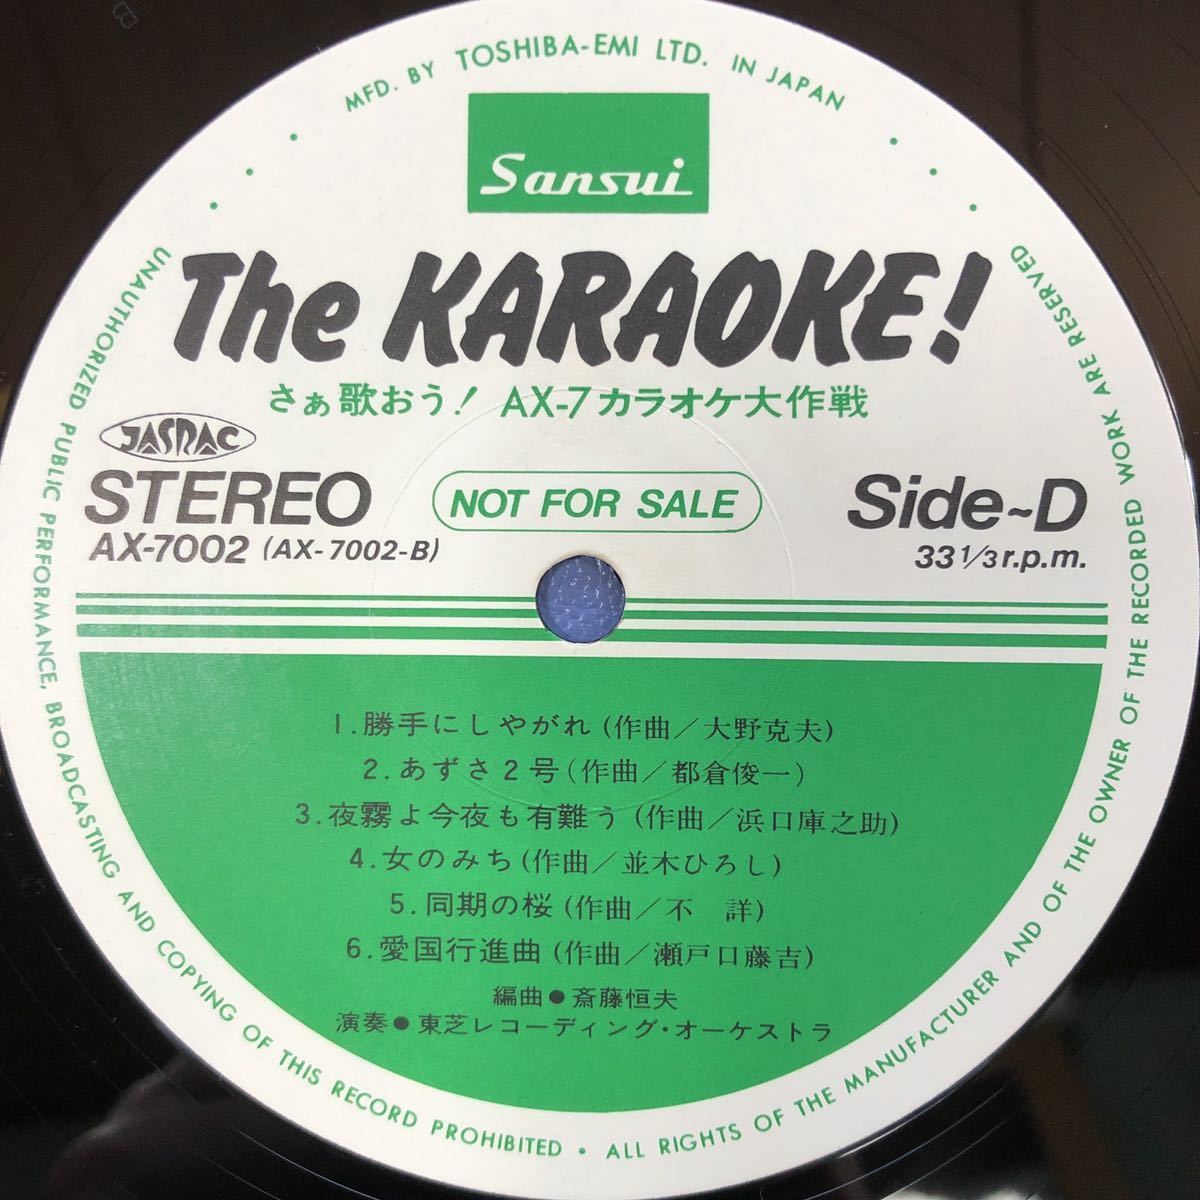 MFD. BY TOSHIBA-EMI LTD. IN JAPAN
Sansui
The KARAOKE!
さぁ歌おう! AX-7カラオケ大作戦
JASRAC
STEREO
NOT FOR SALE
Side~D
AX-7002 (AX-7002-B)
33 1/3 r.p.m.
1.勝手にしやがれ(作曲/大野克夫)
2.あずさ2号(作曲/都倉俊一)
3.夜霧よ今夜も有難う(作曲/浜口庫之助)
4.女のみち(作曲/並木ひろし)
5.同期の桜(作曲/不 詳)
6.愛国行進曲(作曲/瀬戸口藤吉)
編曲●斎藤恒夫
演奏●東芝レコーディング・オーケストラ
UNAUTHORIZED PUBLIC PERFORMANCE, BROADCASTING AND COPYING OF THIS RECORD PROHIBITED • ALL RIGHTS OF THE MANUFACTURER AND OF THE OWNER OF THE RECORDED WORK ARE RESERVED